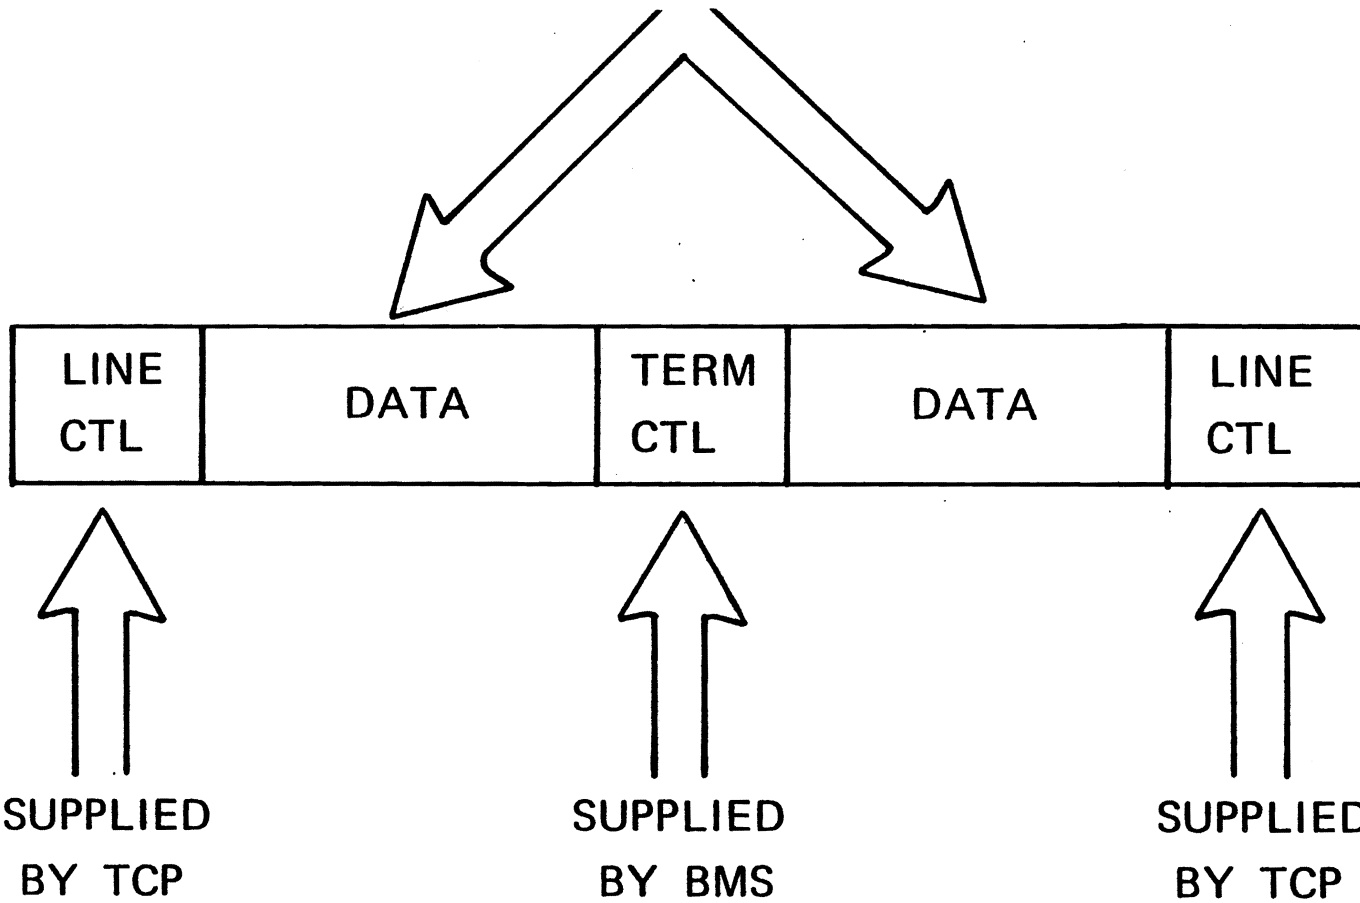 LINE
CTL
DATA
TERM
CTL
DATA
LINE
CTL
SUPPLIED
BY TCP
SUPPLIED
BY BMS
SUPPLIED
BY TCP